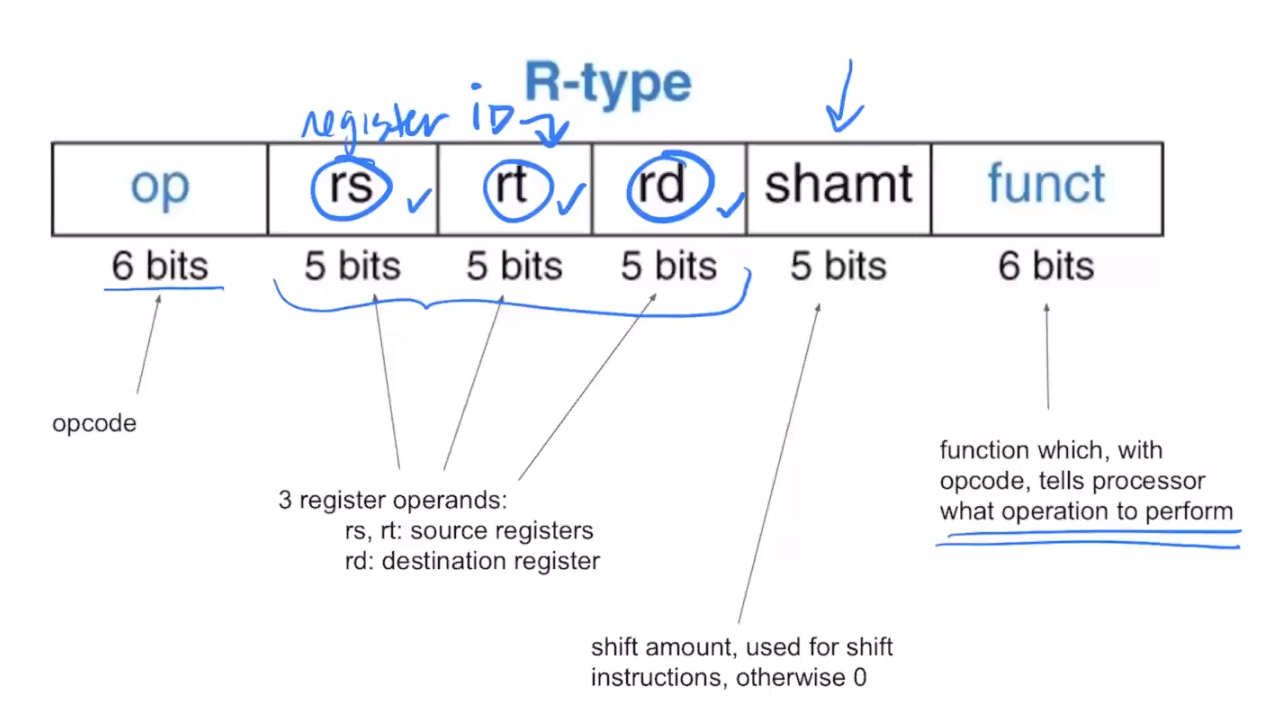 R-type
register iD
op rs rt rd shamt funct
6 bits 5 bits 5 bits 5 bits 5 bits 6 bits
opcode
3 register operands:
rs, rt: source registers
rd: destination register
function which, with
opcode, tells processor
what operation to perform
shift amount, used for shift
instructions, otherwise 0